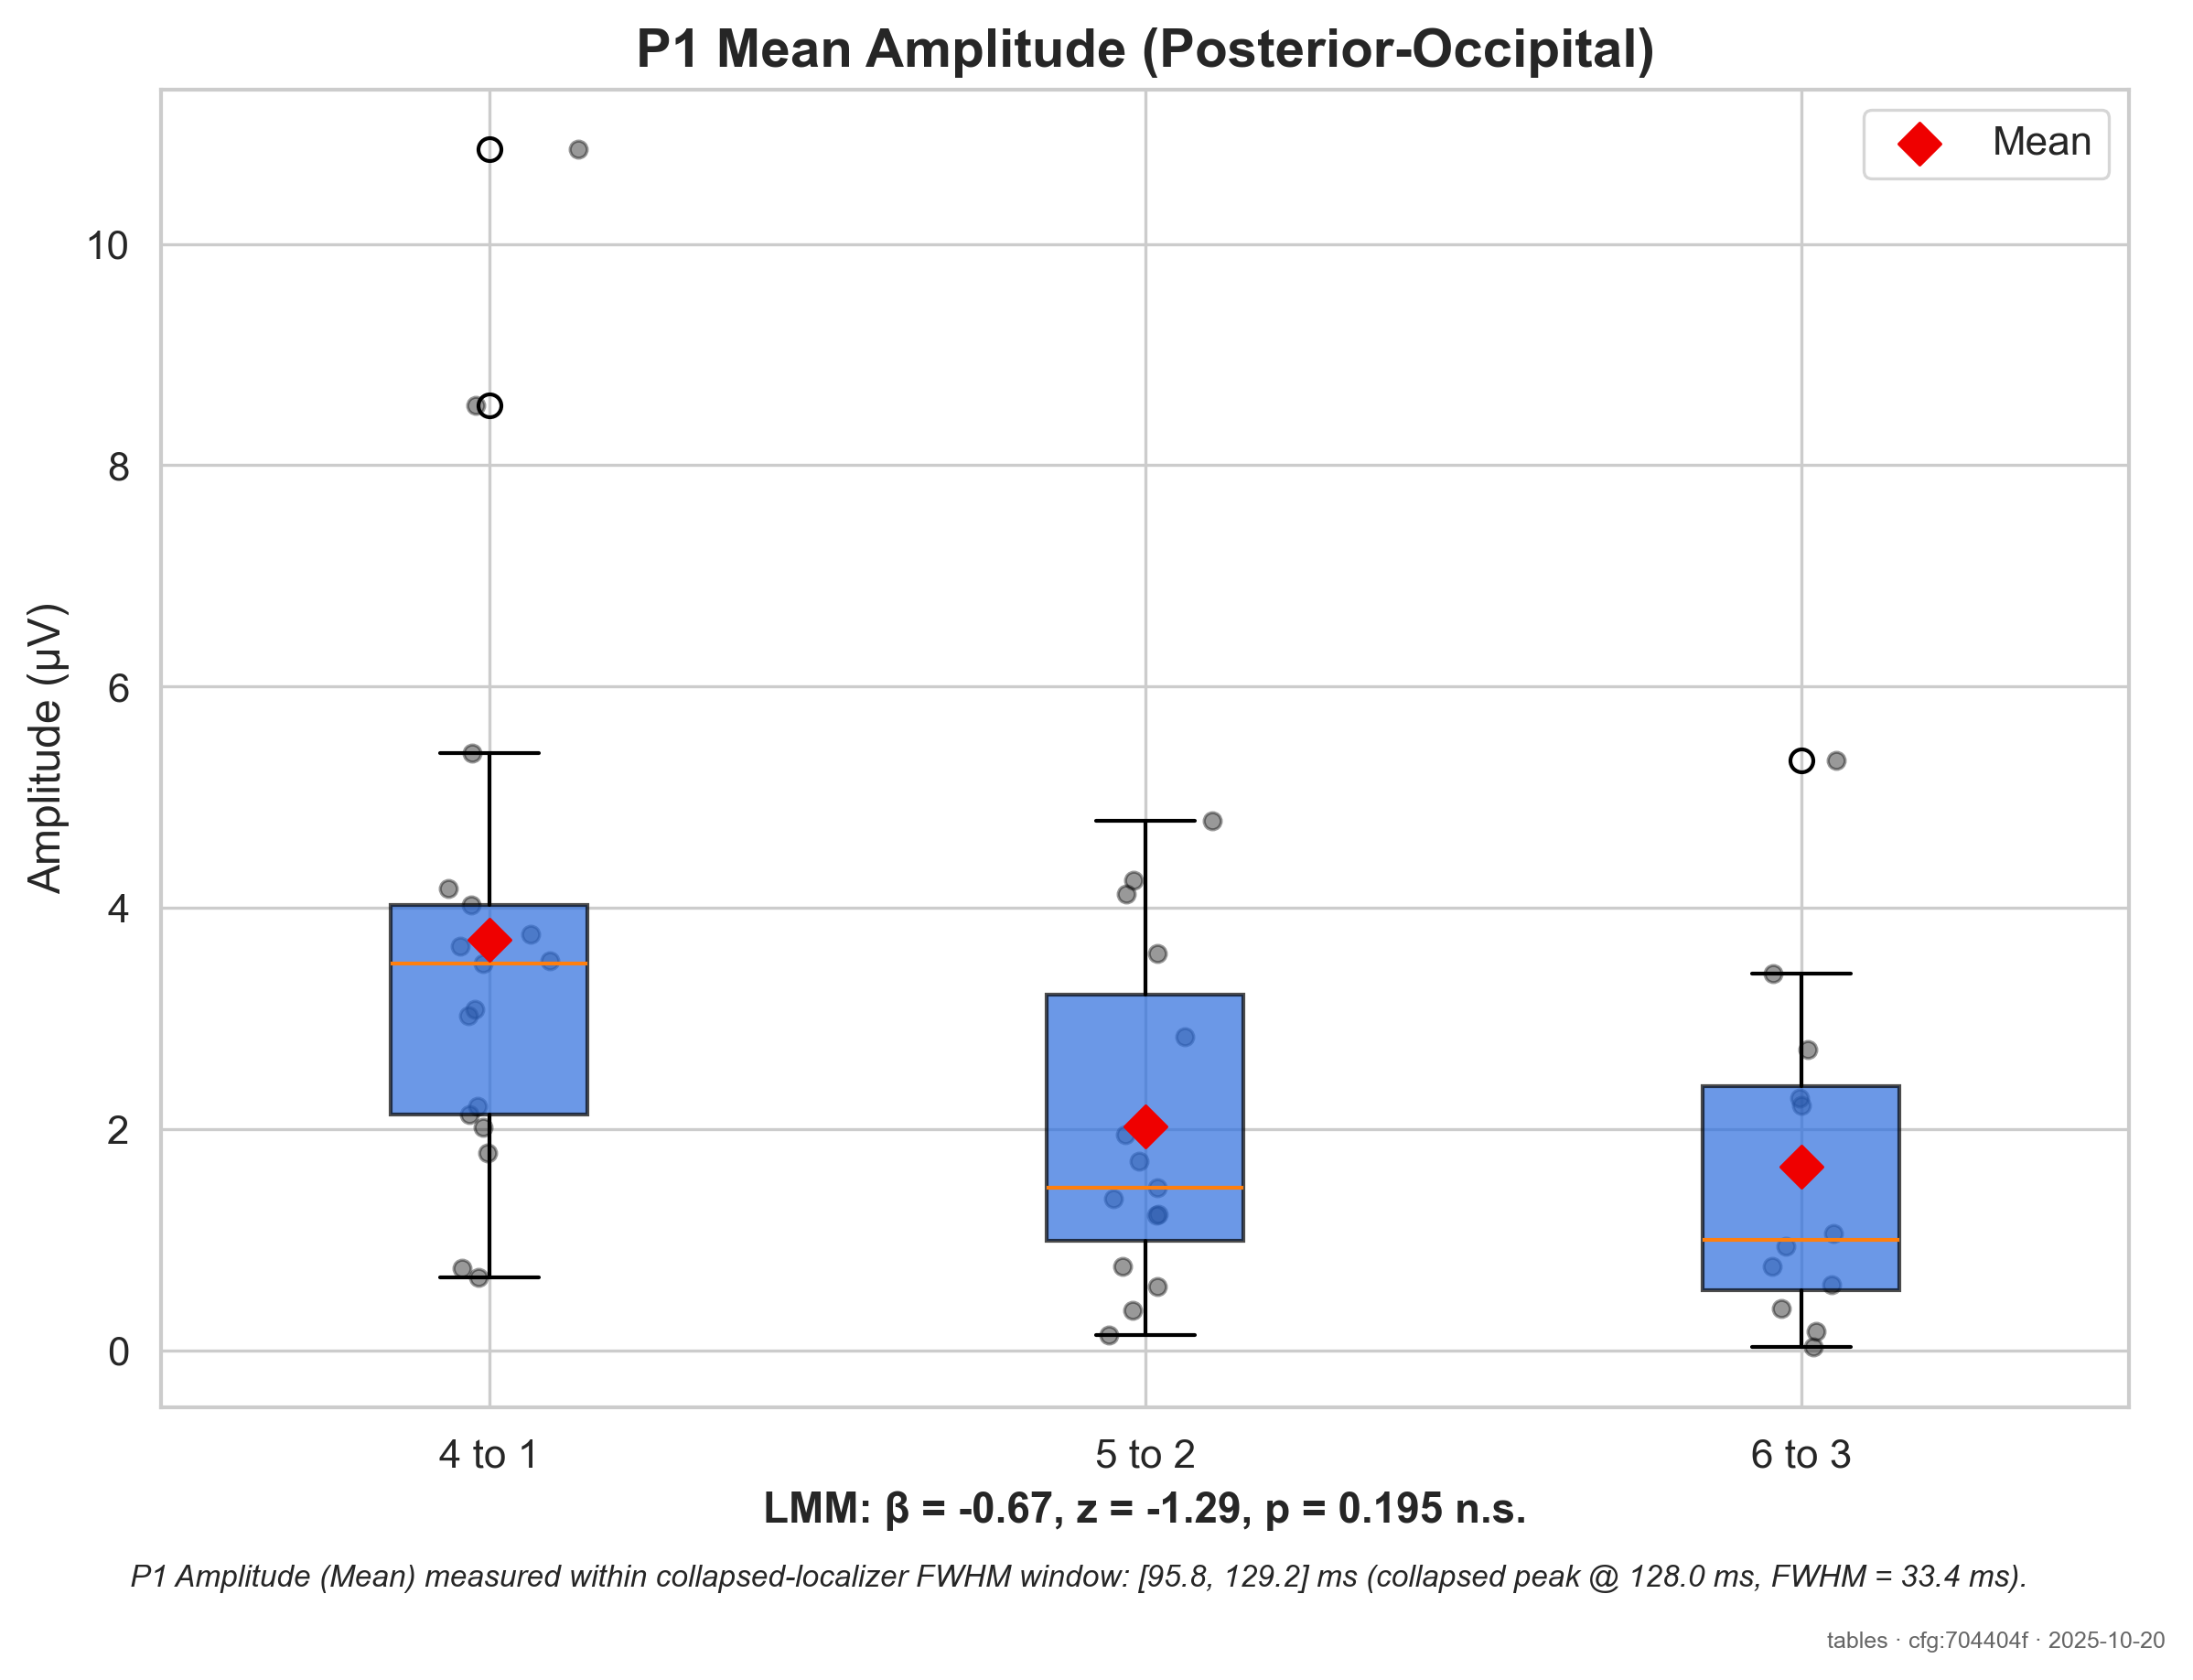 P1 Mean Amplitude (Posterior-Occipital)
Mean
Amplitude (µV)
10
8
6
4
2
0
4 to 1
5 to 2
6 to 3
LMM: β = -0.67, z = -1.29, p = 0.195 n.s.
P1 Amplitude (Mean) measured within collapsed-localizer FWHM window: [95.8, 129.2] ms (collapsed peak @ 128.0 ms, FWHM = 33.4 ms).
tables · cfg:704404f · 2025-10-20